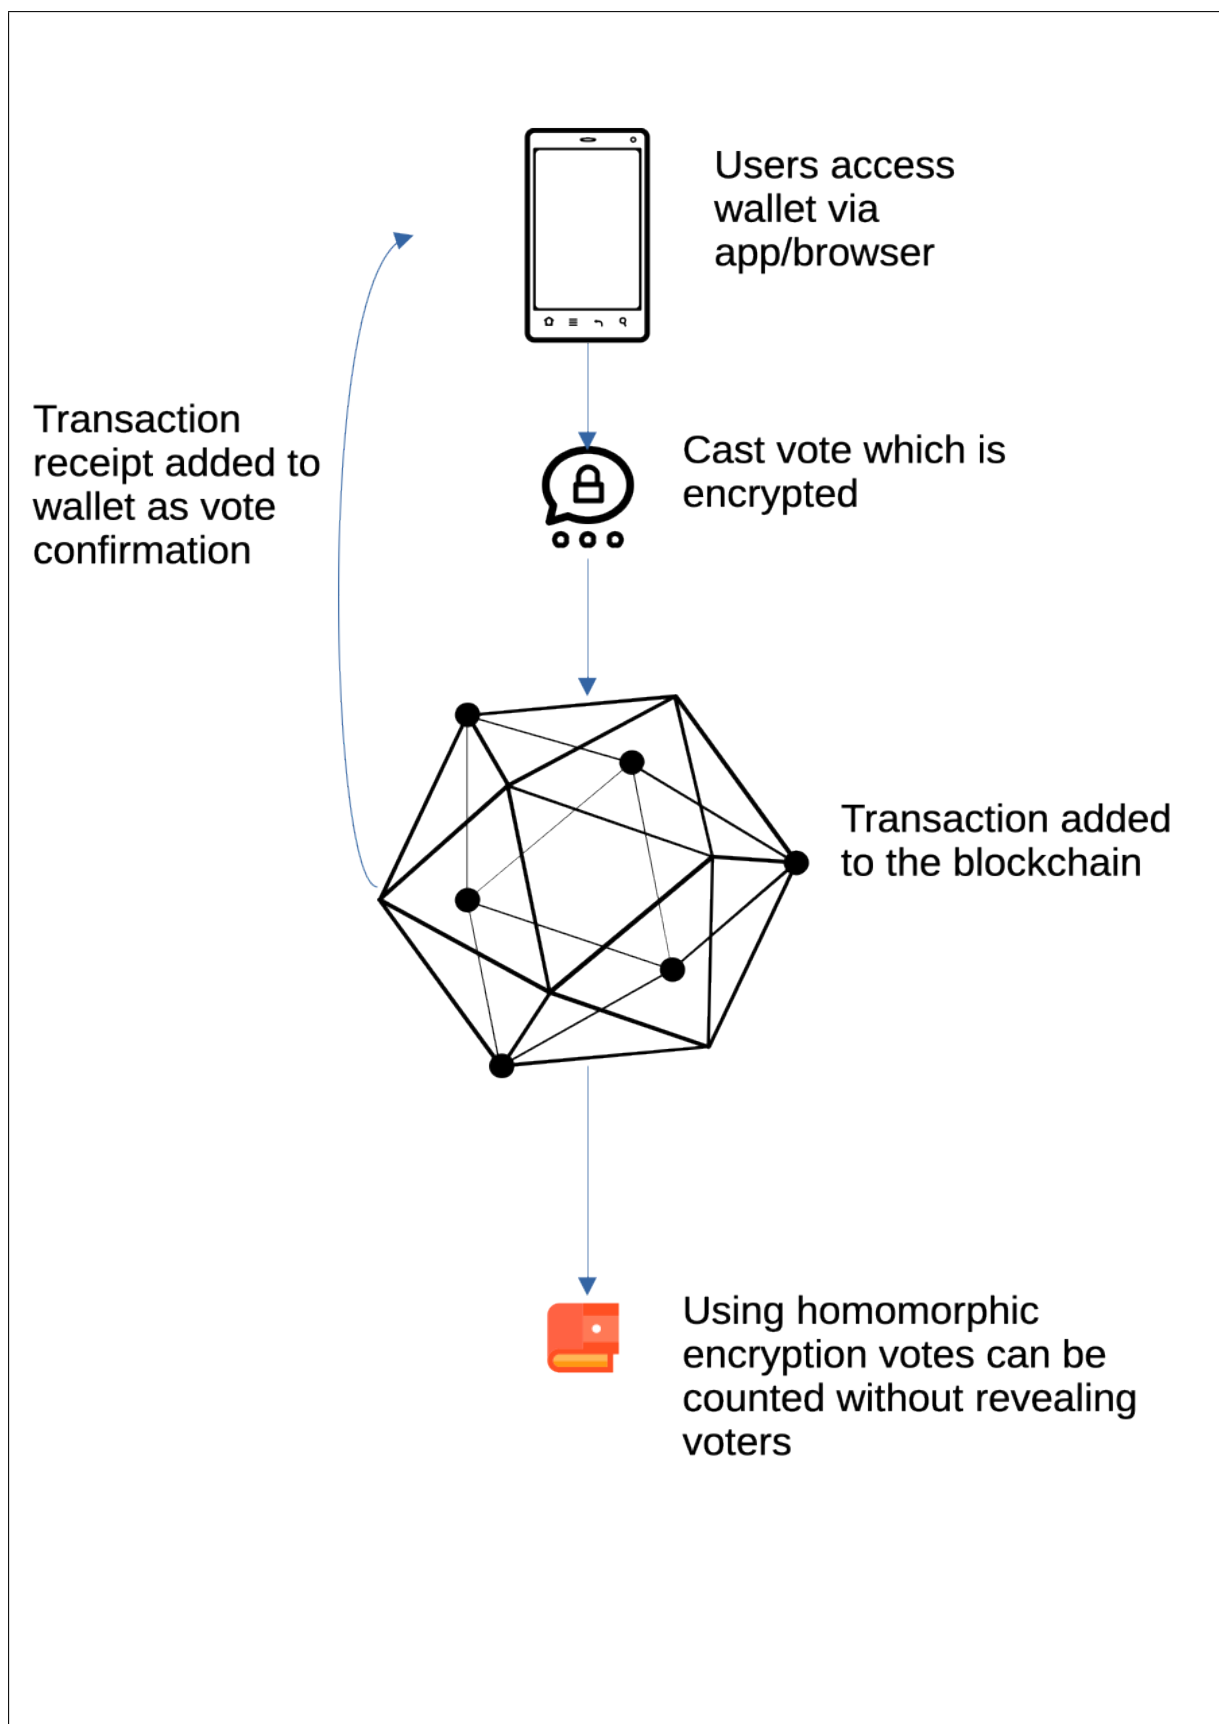 Users access
wallet via
app/browser
Transaction
receipt added to
wallet as vote
confirmation
Cast vote which is
encrypted
Transaction added
to the blockchain
Using homomorphic
encryption votes can be
counted without revealing
voters